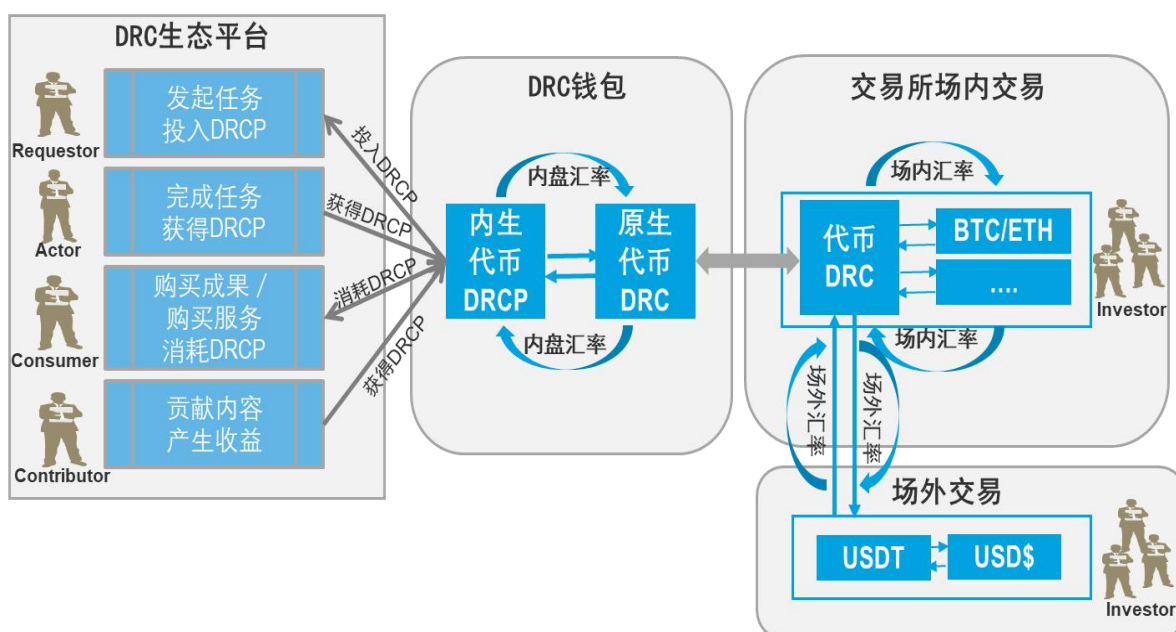 DRC生态平台
Requestor
发起任务
投入DRCP
Actor
完成任务
获得DRCP
Consumer
购买成果/
购买服务
消耗DRCP
Contributor
贡献内容
产生收益
投入DRCP
获得DRCP
消耗DRCP
获得DRCP
DRC钱包
内盘汇率
内生
代币
DRCP
原生
代币
DRC
内盘汇率
交易所场内交易
场内汇率
代币
DRC
BTC/ETH
....
Investor
场内汇率
场外汇率
场外汇率
场外交易
USDT
USD$
Investor